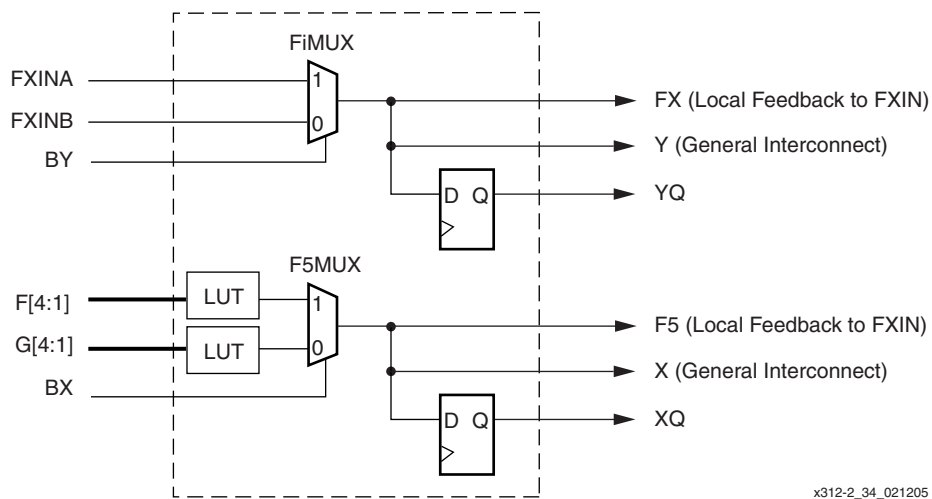 FiMUX
FXINA
1
FX (Local Feedback to FXIN)
FXINB
0
Y (General Interconnect)
BY
D Q
YQ
F5MUX
F[4:1]
LUT
1
F5 (Local Feedback to FXIN)
G[4:1]
LUT
0
X (General Interconnect)
BX
D Q
XQ
x312-2_34_021205